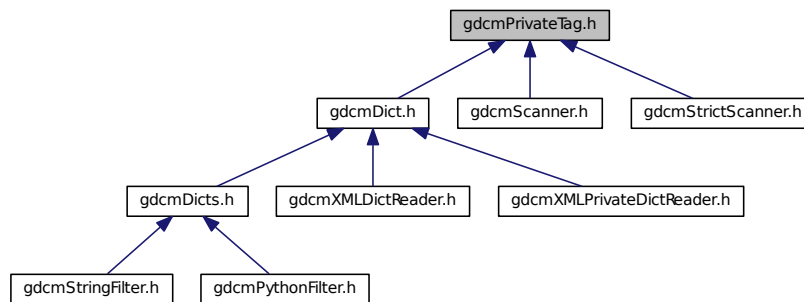 gdcmPrivateTag.h
gdcmDict.h
gdcmScanner.h
gdcmStrictScanner.h
gdcmDicts.h
gdcmXMLDictReader.h
gdcmXMLPrivateDictReader.h
gdcmStringFilter.h
gdcmPythonFilter.h